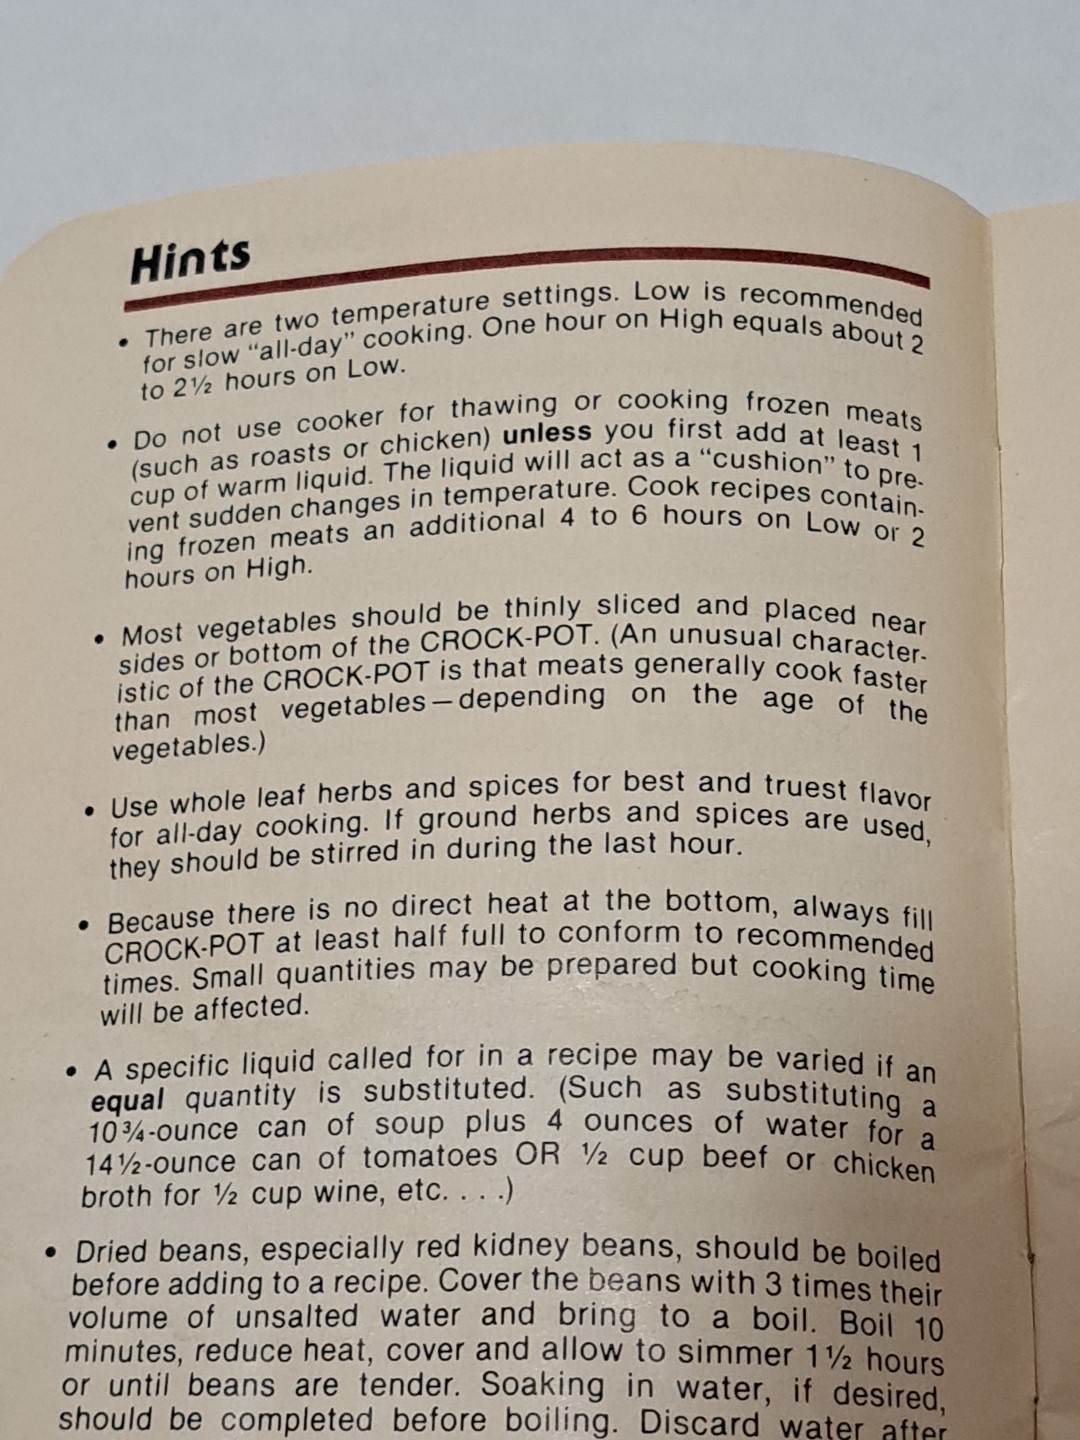 Hints
• There are two temperature settings. Low is recommended
for slow “all-day” cooking. One hour on High equals about 2
to 2½ hours on Low.
• Do not use cooker for thawing or cooking frozen meats
(such as roasts or chicken) unless you first add at least 1
cup of warm liquid. The liquid will act as a “cushion” to pre-
vent sudden changes in temperature. Cook recipes contain-
ing frozen meats an additional 4 to 6 hours on Low or 2
hours on High.
• Most vegetables should be thinly sliced and placed near
sides or bottom of the CROCK-POT. (An unusual character-
istic of the CROCK-POT is that meats generally cook faster
than most vegetables—depending on the age of the
vegetables.)
• Use whole leaf herbs and spices for best and truest flavor
for all-day cooking. If ground herbs and spices are used,
they should be stirred in during the last hour.
• Because there is no direct heat at the bottom, always fill
CROCK-POT at least half full to conform to recommended
times. Small quantities may be prepared but cooking time
will be affected.
• A specific liquid called for in a recipe may be varied if an
equal quantity is substituted. (Such as substituting a
10¾-ounce can of soup plus 4 ounces of water for a
14½-ounce can of tomatoes OR ½ cup beef or chicken
broth for ½ cup wine, etc. . . .)
• Dried beans, especially red kidney beans, should be boiled
before adding to a recipe. Cover the beans with 3 times their
volume of unsalted water and bring to a boil. Boil 10
minutes, reduce heat, cover and allow to simmer 1½ hours
or until beans are tender. Soaking in water, if desired,
should be completed before boiling. Discard water after